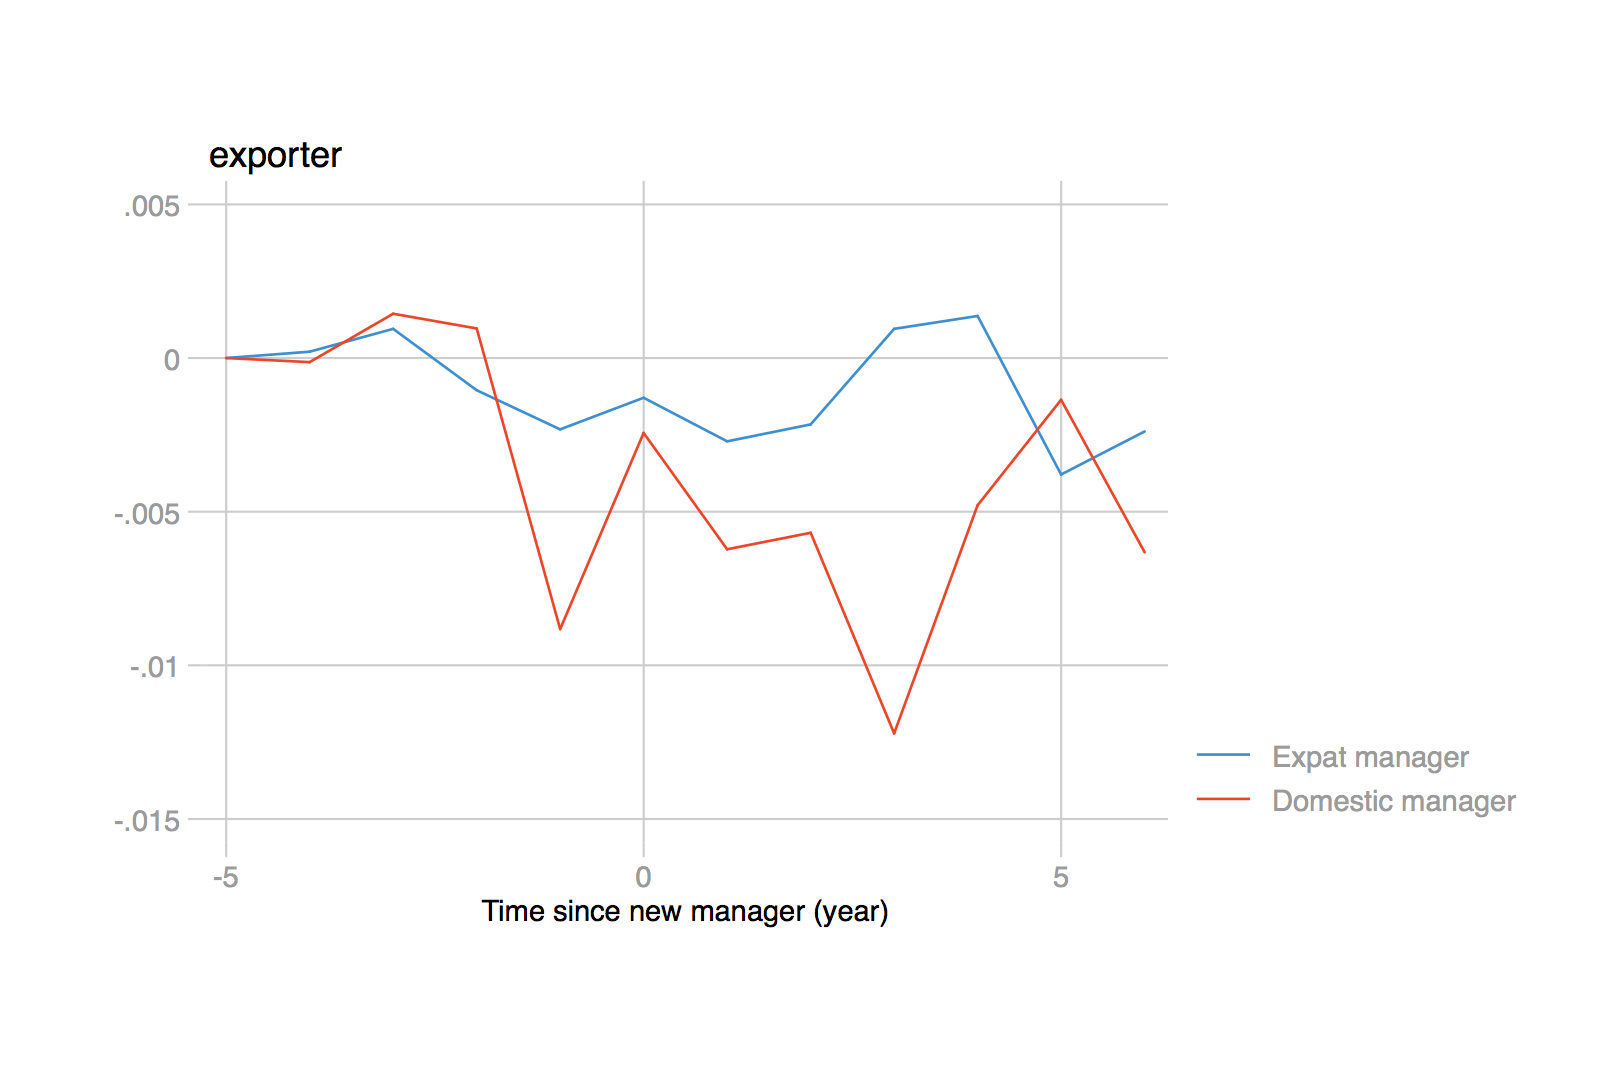 exporter
.005
0
-.005
-.01
-.015
-5 0 5
Time since new manager (year)
Expat manager
Domestic manager